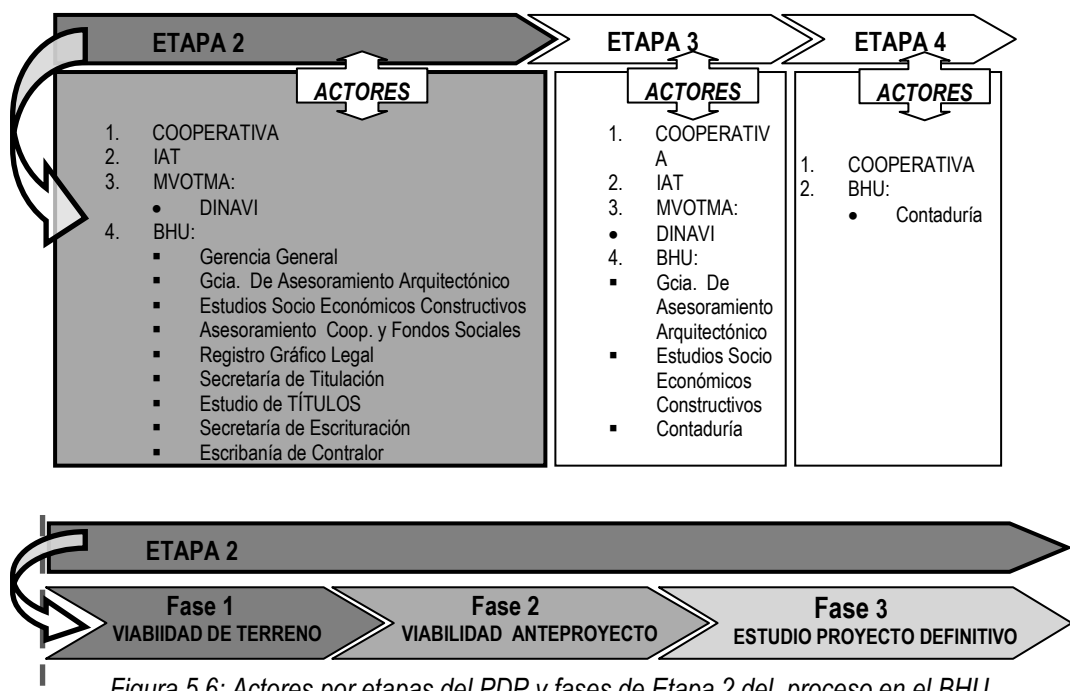 ETAPA 2
ACTORES
1. COOPERATIVA
2. IAT
3. MVOTMA:
● DINAVI
4. BHU:
▪ Gerencia General
▪ Gcia. De Asesoramiento Arquitectónico
▪ Estudios Socio Económicos Constructivos
▪ Asesoramiento Coop. y Fondos Sociales
▪ Registro Gráfico Legal
▪ Secretaría de Titulación
▪ Estudio de TÍTULOS
▪ Secretaría de Escrituración
▪ Escribanía de Contralor
ETAPA 3
ACTORES
1. COOPERATIV
A
2. IAT
3. MVOTMA:
● DINAVI
4. BHU:
▪ Gcia. De
Asesoramiento
Arquitectónico
▪ Estudios Socio
Económicos
Constructivos
▪ Contaduría
ETAPA 4
ACTORES
1. COOPERATIVA
2. BHU:
● Contaduría
ETAPA 2
Fase 1
VIABIIDAD DE TERRENO
Fase 2
VIABILIDAD ANTEPROYECTO
Fase 3
ESTUDIO PROYECTO DEFINITIVO
Figura 5.6: Actores por etapas del PDP y fases de Etapa 2 del proceso en el BHU